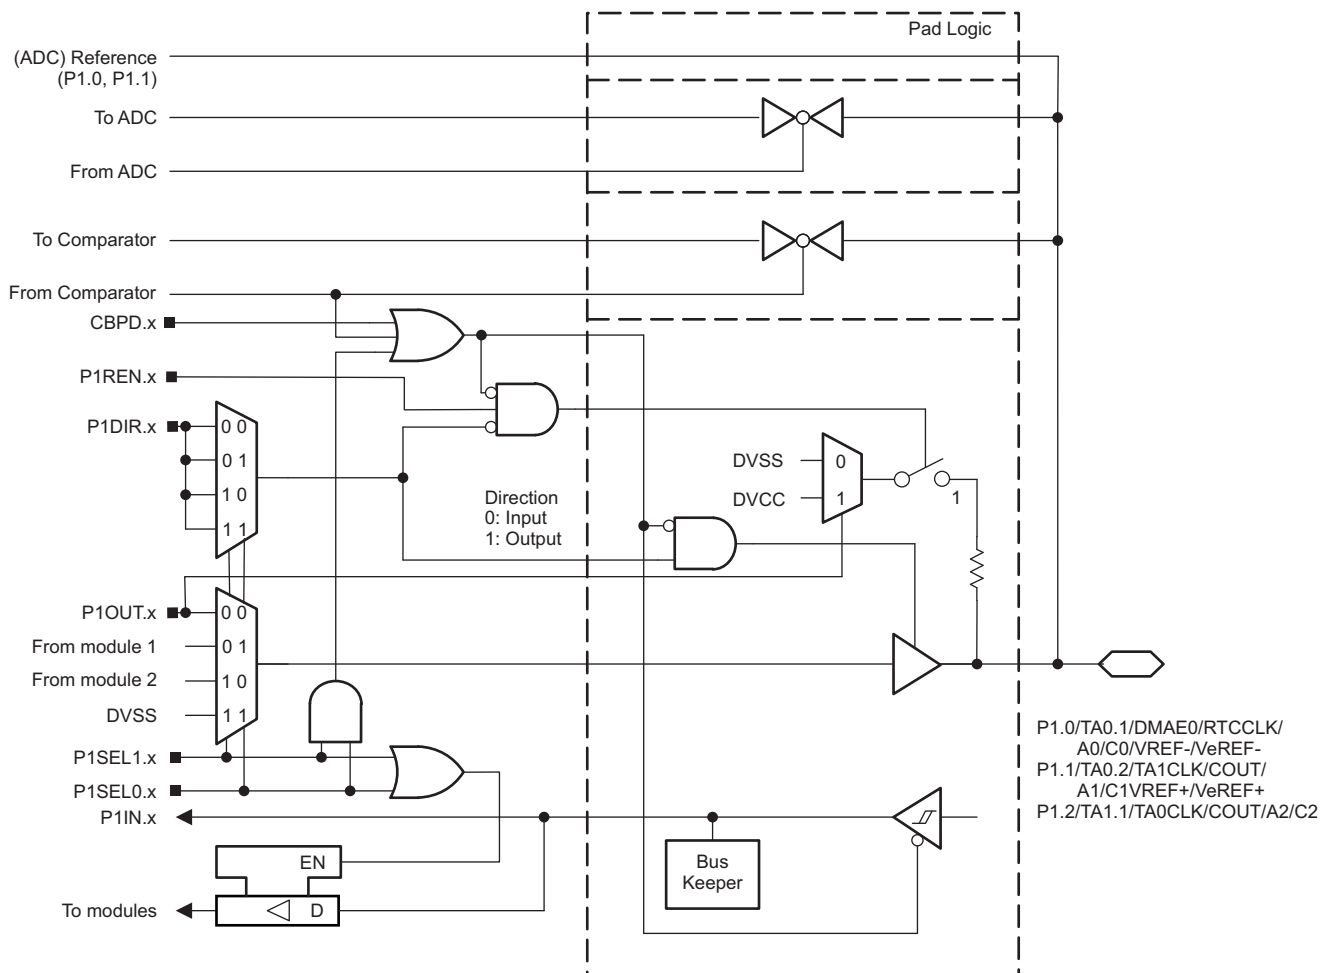 Pad Logic
(ADC) Reference
(P1.0, P1.1)
To ADC
From ADC
To Comparator
From Comparator
CBPD.x
P1REN.x
P1DIR.x
0 0
0 1
1 0
1 1
Direction
0: Input
1: Output
DVSS
0
DVCC
1
1
P1OUT.x
0 0
From module 1
0 1
From module 2
1 0
DVSS
1 1
P1SEL1.x
P1SEL0.x
P1IN.x
EN
D
To modules
Bus
Keeper
P1.0/TA0.1/DMAE0/RTCCLK/
A0/C0/VREF-/VeREF-
P1.1/TA0.2/TA1CLK/COUT/
A1/C1VREF+/VeREF+
P1.2/TA1.1/TA0CLK/COUT/A2/C2